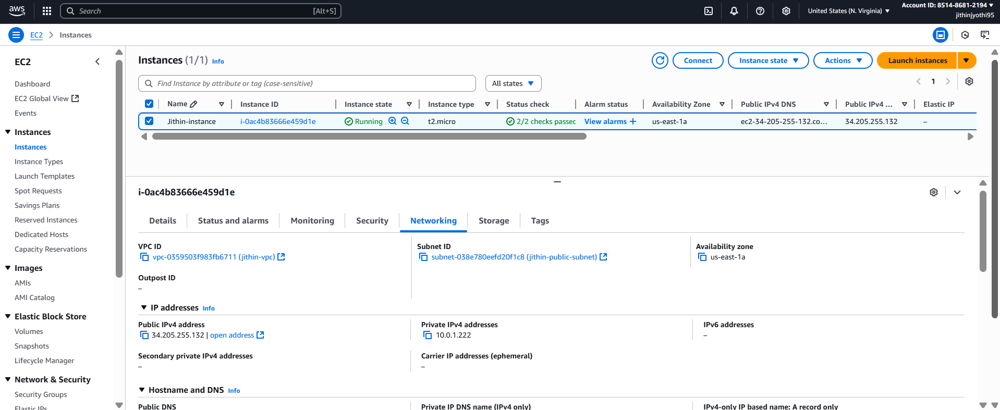 aws
Search [Alt+S]
United States (N. Virginia)
Account ID: 8514-8681-2194
jithinjyothi95
EC2 Instances
EC2
Dashboard
EC2 Global View
Events
Instances
Instances
Instance Types
Launch Templates
Spot Requests
Savings Plans
Reserved Instances
Dedicated Hosts
Capacity Reservations
Images
AMIs
AMI Catalog
Elastic Block Store
Volumes
Snapshots
Lifecycle Manager
Network & Security
Security Groups
Elastic IPs
Instances (1/1) Info
Connect
Instance state
Actions
Launch instances
Find Instance by attribute or tag (case-sensitive)
All states
1
Name Instance ID Instance state Instance type Status check Alarm status Availability Zone Public IPv4 DNS Public IPv4 ... Elastic IP
Jithin-instance i-0ac4b83666e459d1e Running t2.micro 2/2 checks passec View alarms + us-east-1a ec2-34-205-255-132.co... 34.205.255.132 –
i-0ac4b83666e459d1e
Details Status and alarms Monitoring Security Networking Storage Tags
VPC ID
vpc-0359503f983fb6711 (jithin-vpc)
Subnet ID
subnet-038e780eefd20f1c8 (jithin-public-subnet)
Availability zone
us-east-1a
Outpost ID
–
IP addresses Info
Public IPv4 address
34.205.255.132 | open address
Private IPv4 addresses
10.0.1.222
IPv6 addresses
–
Secondary private IPv4 addresses
–
Carrier IP addresses (ephemeral)
–
Hostname and DNS Info
Public DNS
Private IP DNS name (IPv4 only)
IPv4-only IP based name: A record only